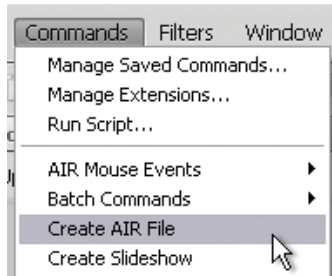 Commands Filters Window
Manage Saved Commands...
Manage Extensions...
Run Script...
AIR Mouse Events
Batch Commands
Create AIR File
Create Slideshow